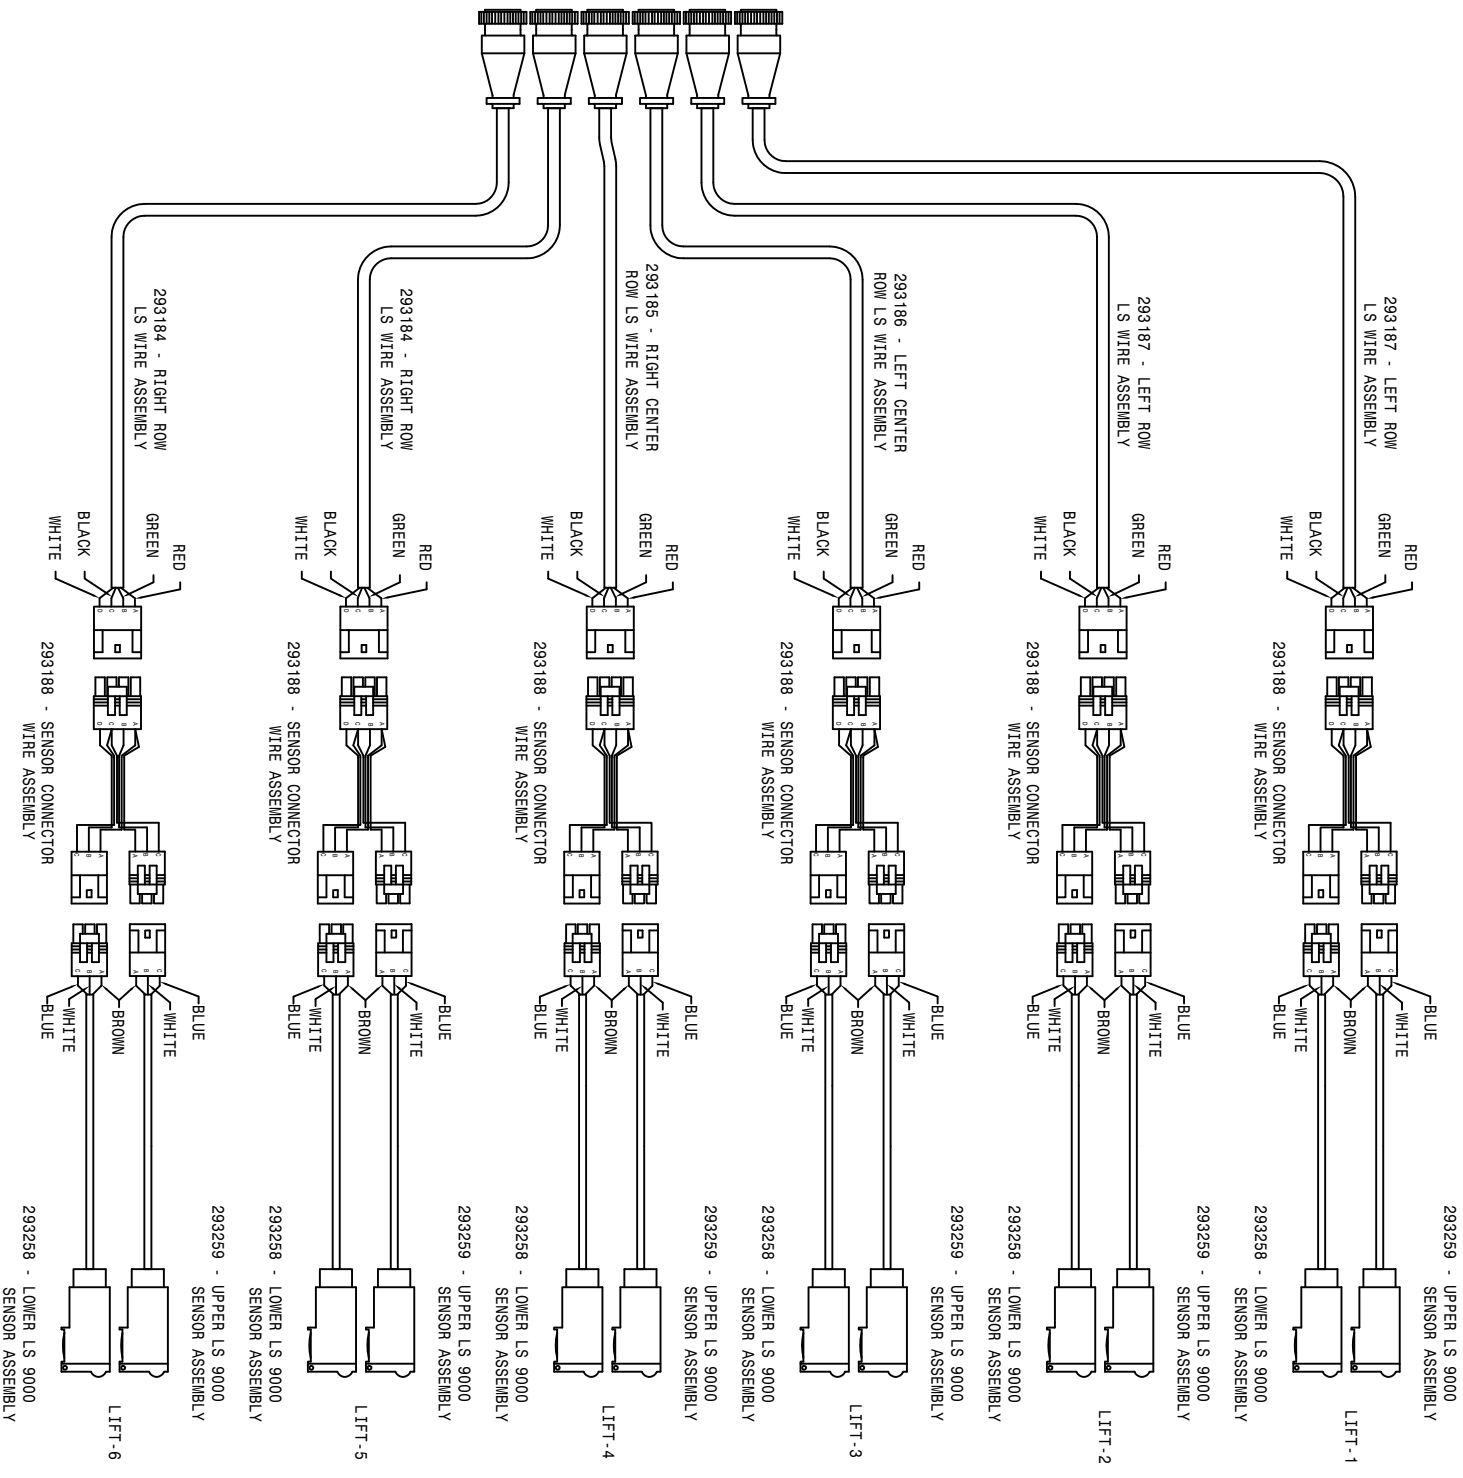 293187 - LEFT ROW
LS WIRE ASSEMBLY
RED
GREEN
BLACK
WHITE
A
B
C
D
A
B
C
D
293188 - SENSOR CONNECTOR
WIRE ASSEMBLY
C
B
A
A
B
C
C
B
A
A
B
C
BLUE
WHITE
BROWN
WHITE
BLUE
293259 - UPPER LS 9000
SENSOR ASSEMBLY
293258 - LOWER LS 9000
SENSOR ASSEMBLY
LIFT-1
293187 - LEFT ROW
LS WIRE ASSEMBLY
RED
GREEN
BLACK
WHITE
A
B
C
D
A
B
C
D
293188 - SENSOR CONNECTOR
WIRE ASSEMBLY
C
B
A
A
B
C
C
B
A
A
B
C
BLUE
WHITE
BROWN
WHITE
BLUE
293259 - UPPER LS 9000
SENSOR ASSEMBLY
293258 - LOWER LS 9000
SENSOR ASSEMBLY
LIFT-2
293186 - LEFT CENTER
ROW LS WIRE ASSEMBLY
RED
GREEN
BLACK
WHITE
A
B
C
D
A
B
C
D
293188 - SENSOR CONNECTOR
WIRE ASSEMBLY
C
B
A
A
B
C
C
B
A
A
B
C
BLUE
WHITE
BROWN
WHITE
BLUE
293259 - UPPER LS 9000
SENSOR ASSEMBLY
293258 - LOWER LS 9000
SENSOR ASSEMBLY
LIFT-3
293185 - RIGHT CENTER
ROW LS WIRE ASSEMBLY
RED
GREEN
BLACK
WHITE
A
B
C
D
A
B
C
D
293188 - SENSOR CONNECTOR
WIRE ASSEMBLY
C
B
A
A
B
C
C
B
A
A
B
C
BLUE
WHITE
BROWN
WHITE
BLUE
293259 - UPPER LS 9000
SENSOR ASSEMBLY
293258 - LOWER LS 9000
SENSOR ASSEMBLY
LIFT-4
293184 - RIGHT ROW
LS WIRE ASSEMBLY
RED
GREEN
BLACK
WHITE
A
B
C
D
A
B
C
D
293188 - SENSOR CONNECTOR
WIRE ASSEMBLY
C
B
A
A
B
C
C
B
A
A
B
C
BLUE
WHITE
BROWN
WHITE
BLUE
293259 - UPPER LS 9000
SENSOR ASSEMBLY
293258 - LOWER LS 9000
SENSOR ASSEMBLY
LIFT-5
293184 - RIGHT ROW
LS WIRE ASSEMBLY
RED
GREEN
BLACK
WHITE
A
B
C
D
A
B
C
D
293188 - SENSOR CONNECTOR
WIRE ASSEMBLY
C
B
A
A
B
C
C
B
A
A
B
C
BLUE
WHITE
BROWN
WHITE
BLUE
293259 - UPPER LS 9000
SENSOR ASSEMBLY
293258 - LOWER LS 9000
SENSOR ASSEMBLY
LIFT-6